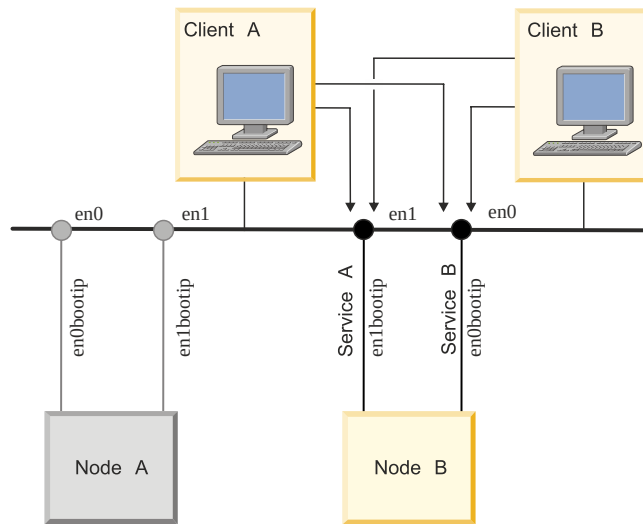 Client A
Client B
en0
en1
en1
en0
en0bootip
en1bootip
Service A
en1bootip
Service B
en0bootip
Node A
Node B